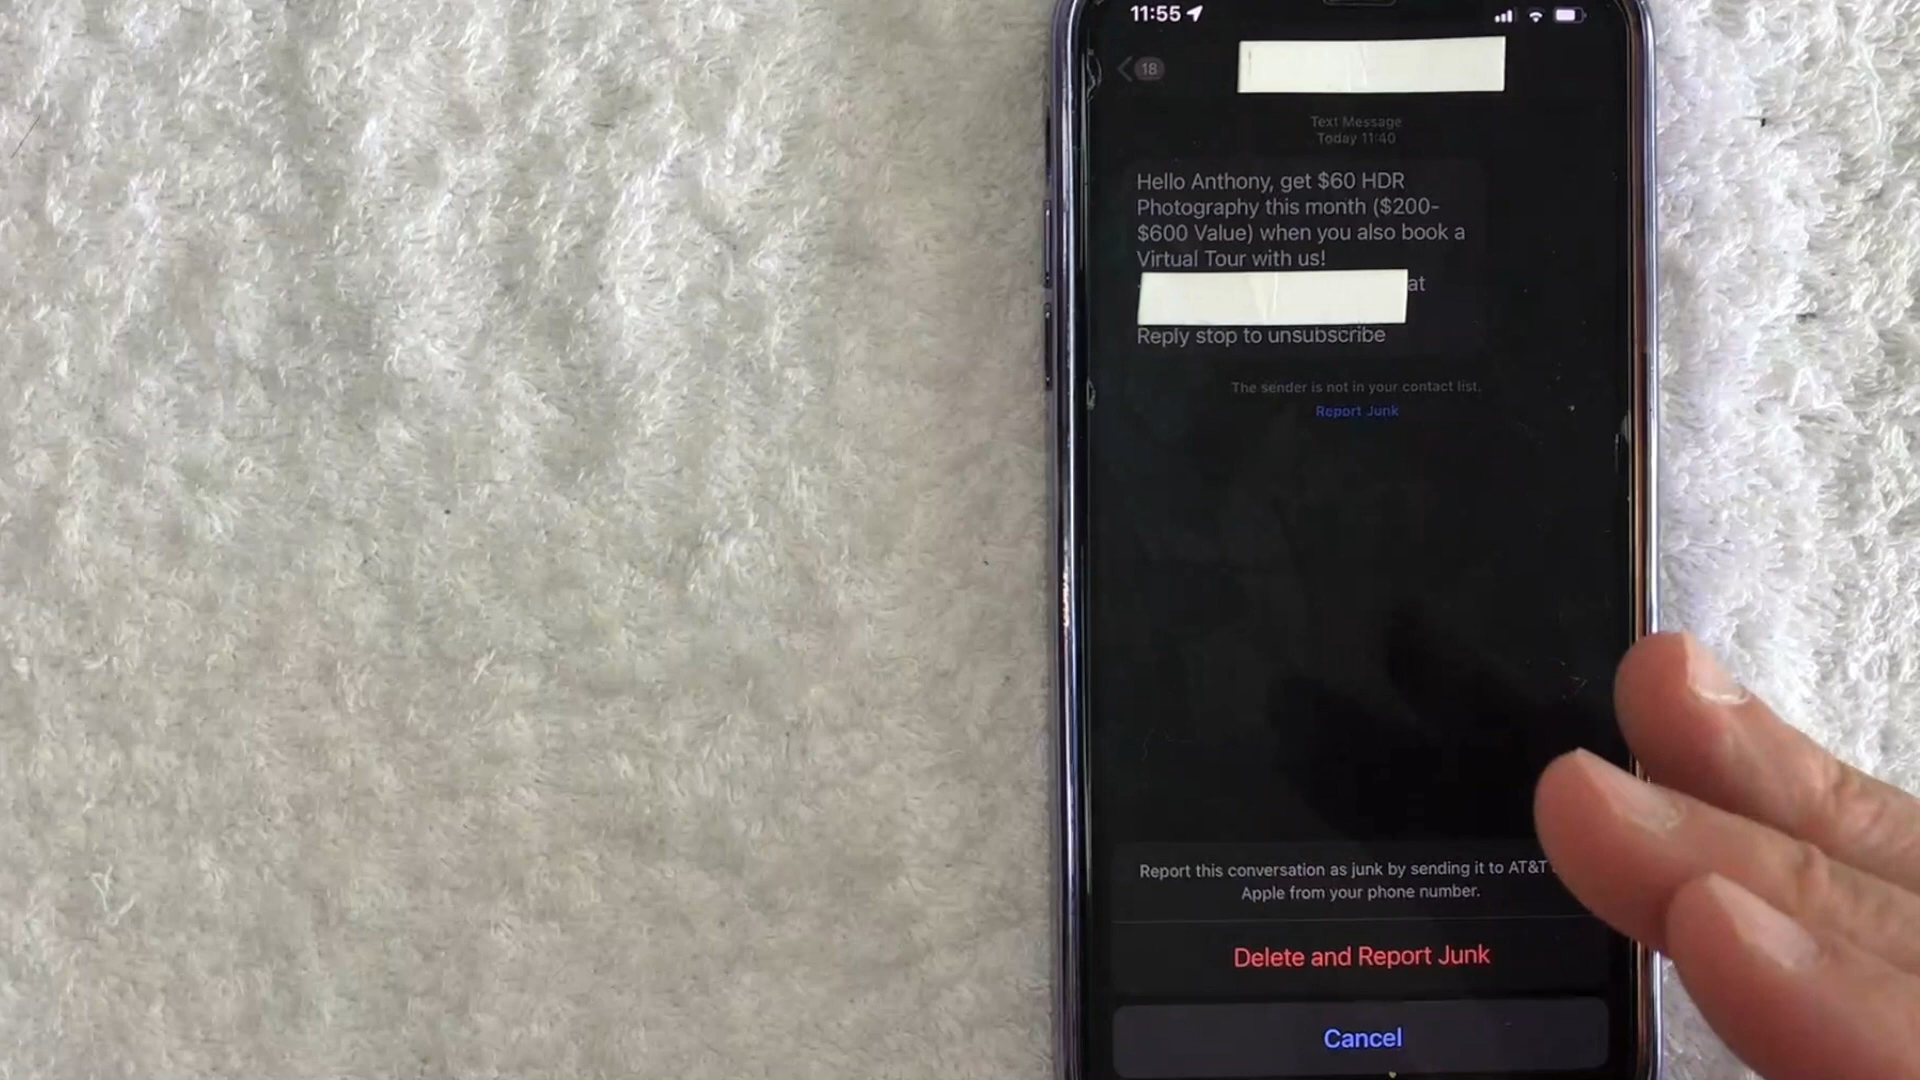 11:55
18
Text Message
Today 11:40
Hello Anthony, get $60 HDR
Photography this month ($200-
$600 Value) when you also book a
Virtual Tour with us!
at
Reply stop to unsubscribe
The sender is not in your contact list.
Report Junk
Report this conversation as junk by sending it to AT&T
Apple from your phone number.
Delete and Report Junk
Cancel